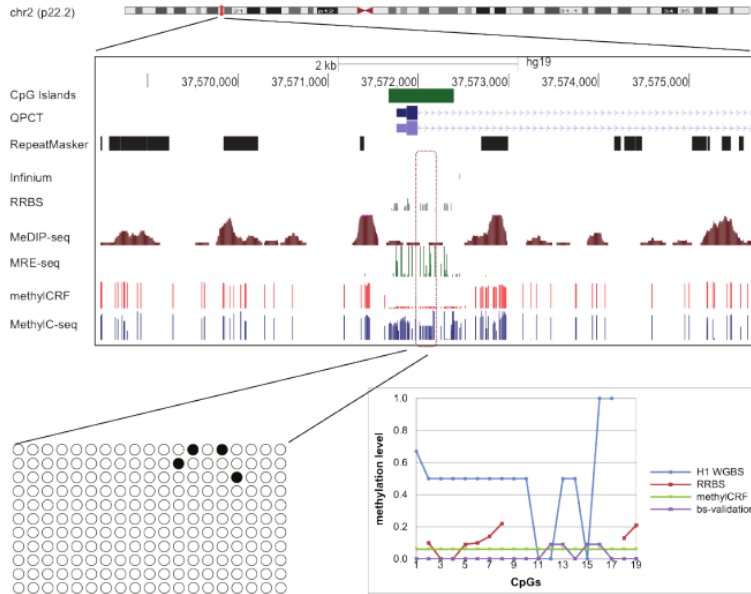 chr2 (p22.2)
p12
2 kb hg19
37,570,000 37,571,000 37,572,000 37,573,000 37,574,000 37,575,000
CpG Islands
QPCT
RepeatMasker
Infinium
RRBS
MeDIP-seq
MRE-seq
methylCRF
MethylC-seq
methylation level
1.0
0.8
0.6
0.4
0.2
0.0
1 3 5 7 9 11 13 15 17 19
CpGs
H1 WGBS
RRBS
methylCRF
bs-validation